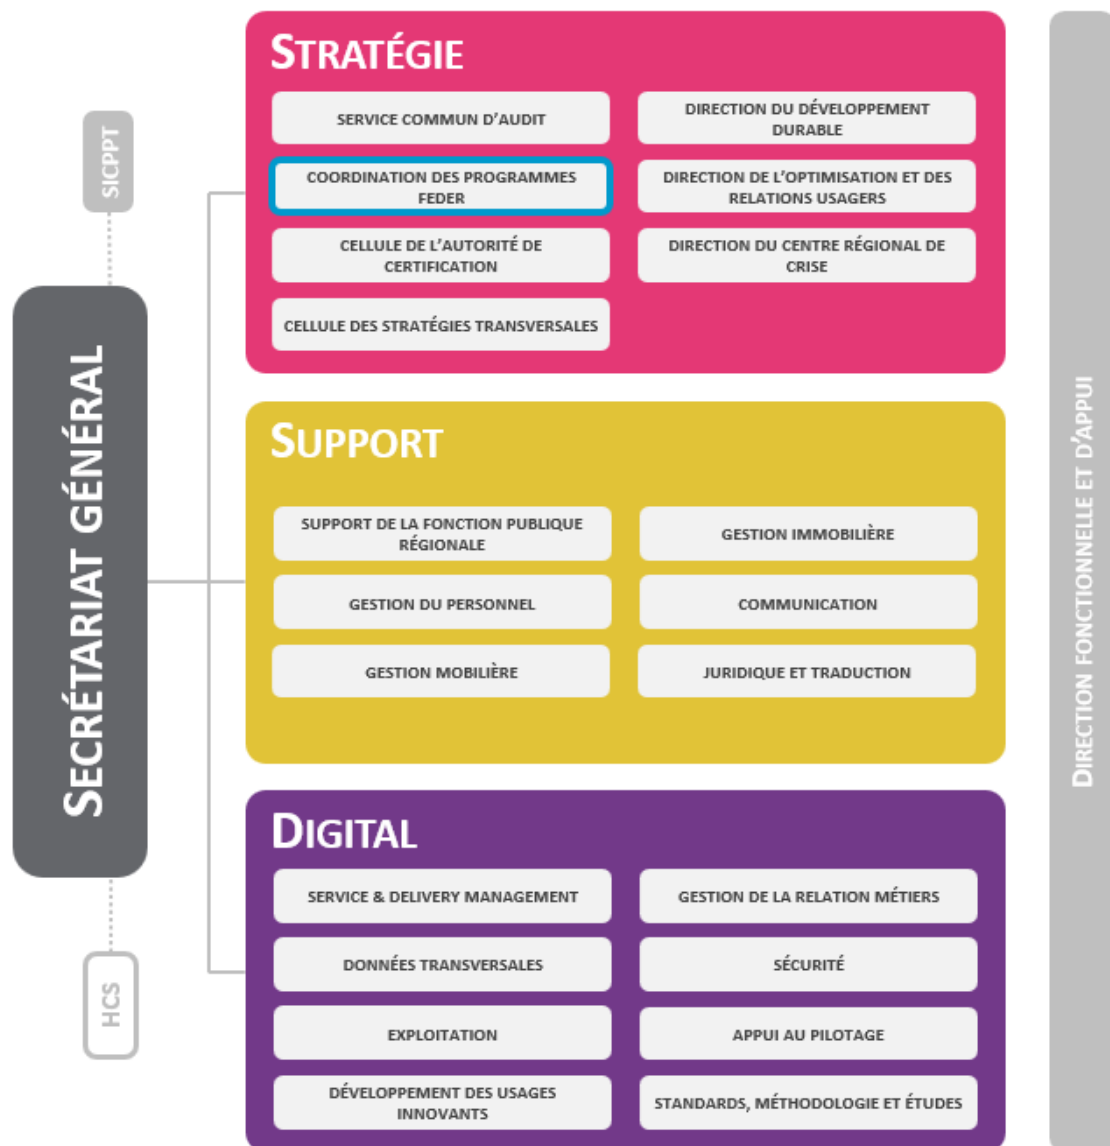 SICPPT
SECRÉTARIAT GÉNÉRAL
HCS
STRATÉGIE
SERVICE COMMUN D'AUDIT
COORDINATION DES PROGRAMMES
FEDER
CELLULE DE L'AUTORITÉ DE
CERTIFICATION
CELLULE DES STRATÉGIES TRANSVERSALES
DIRECTION DU DÉVELOPPEMENT
DURABLE
DIRECTION DE L'OPTIMISATION ET DES
RELATIONS USAGERS
DIRECTION DU CENTRE RÉGIONAL DE
CRISE
SUPPORT
SUPPORT DE LA FONCTION PUBLIQUE
RÉGIONALE
GESTION DU PERSONNEL
GESTION MOBILIÈRE
GESTION IMMOBILIÈRE
COMMUNICATION
JURIDIQUE ET TRADUCTION
DIGITAL
SERVICE & DELIVERY MANAGEMENT
DONNÉES TRANSVERSALES
EXPLOITATION
DÉVELOPPEMENT DES USAGES
INNOVANTS
GESTION DE LA RELATION MÉTIERS
SÉCURITÉ
APPUI AU PILOTAGE
STANDARDS, MÉTHODOLOGIE ET ÉTUDES
DIRECTION FONCTIONNELLE ET D'APPUI